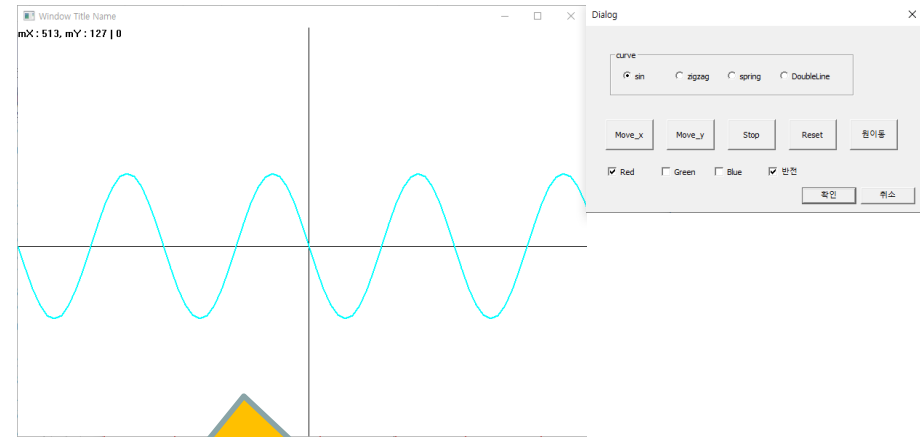 Window Title Name
mX : 513, mY : 127 | 0
Dialog
curve
sin zigzag spring DoubleLine
Move_x Move_y Stop Reset 원이동
Red Green Blue 반전
확인 취소